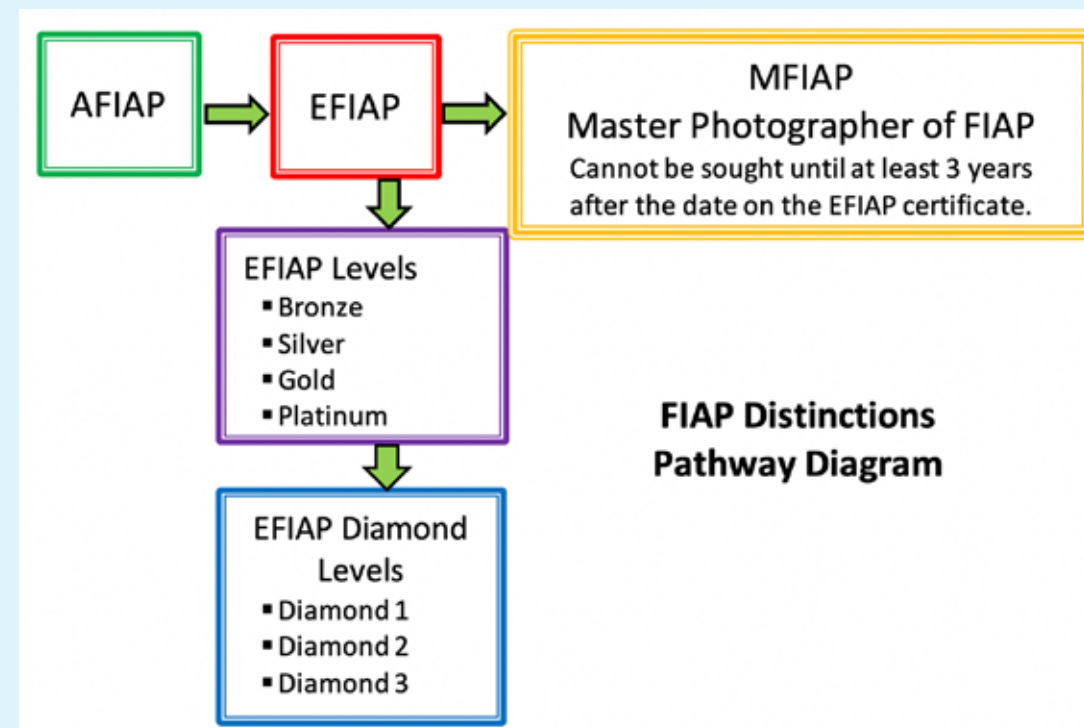 AFIAP
EFIAP
MFIAP
Master Photographer of FIAP
Cannot be sought until at least 3 years
after the date on the EFIAP certificate.
EFIAP Levels
▪ Bronze
▪ Silver
▪ Gold
▪ Platinum
FIAP Distinctions
Pathway Diagram
EFIAP Diamond
Levels
▪ Diamond 1
▪ Diamond 2
▪ Diamond 3